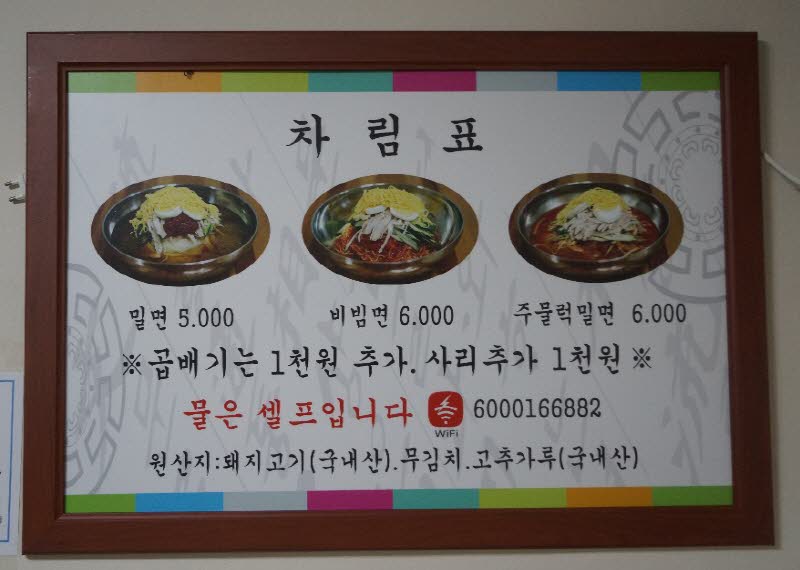 차림표
밀면 5.000 비빔면 6.000 주물럭밀면 6.000
※곱배기는 1천원 추가. 사리추가 1천원※
물은 셀프입니다 WiFi 6000166882
원산지:돼지고기(국내산).무김치.고추가루(국내산)